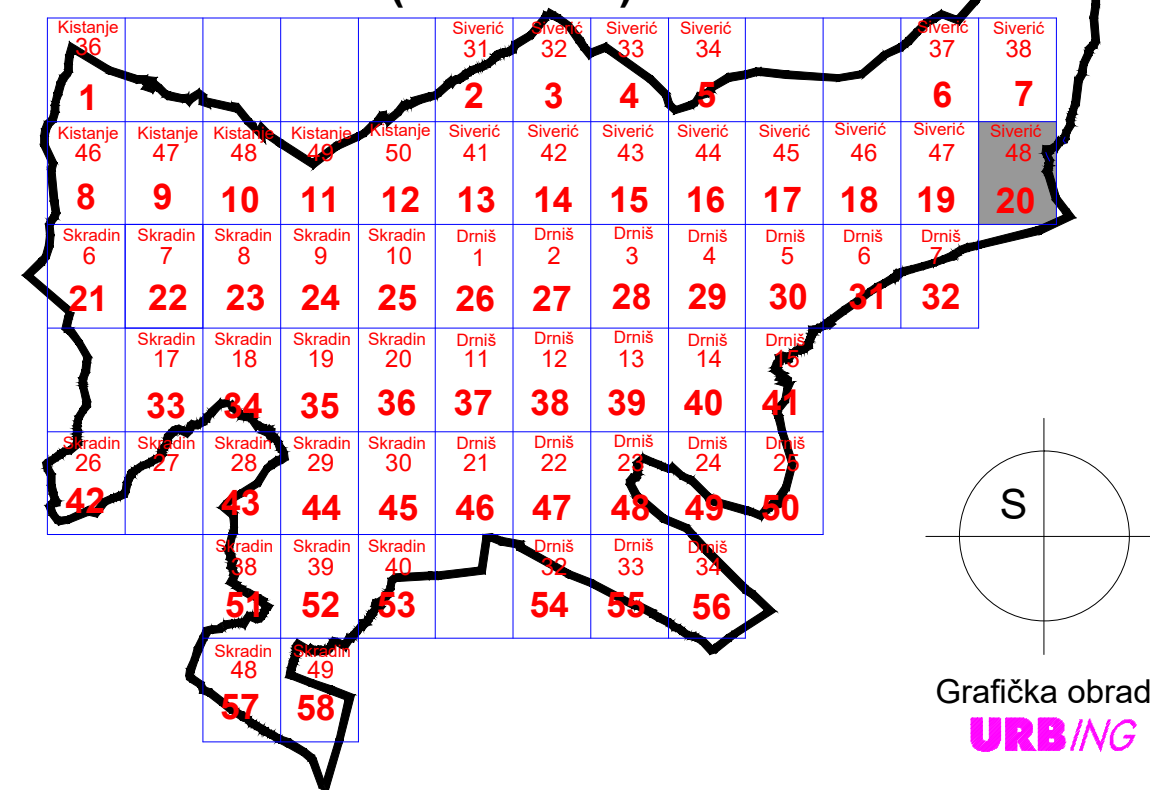 Kistanje Siverić Siverić Siverić Siverić Siverić Siverić
36 31 32 33 34 37 38
1 2 3 4 5 6 7
Kistanje Kistanje Kistanje Kistanje Kistanje Siverić Siverić Siverić Siverić Siverić Siverić Siverić Siverić
46 47 48 49 50 41 42 43 44 45 46 47 48
8 9 10 11 12 13 14 15 16 17 18 19 20
Skradin Skradin Skradin Skradin Skradin Drniš Drniš Drniš Drniš Drniš Drniš Drniš
6 7 8 9 10 1 2 3 4 5 6 7
21 22 23 24 25 26 27 28 29 30 31 32
Skradin Skradin Skradin Skradin Drniš Drniš Drniš Drniš Drniš
17 18 19 20 11 12 13 14 15
33 34 35 36 37 38 39 40 41
Skradin Skradin Skradin Skradin Skradin Drniš Drniš Drniš Drniš Drniš
26 27 28 29 30 21 22 23 24 25
42 43 44 45 46 47 48 49 50
Skradin Skradin Skradin Drniš Drniš Drniš
38 39 40 32 33 34
51 52 53 54 55 56
Skradin Skradin
48 49
57 58
S
Grafička obrad
URBING